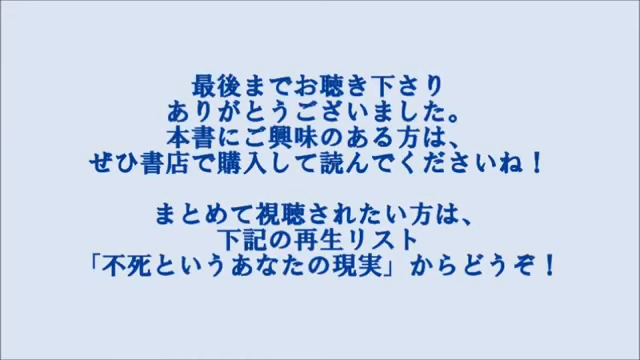 最後までお聴き下さり
ありがとうございました。
本書にご興味のある方は、
ぜひ書店で購入して読んでくださいね！
まとめて視聴されたい方は、
下記の再生リスト
「不死というあなたの現実」からどうぞ！